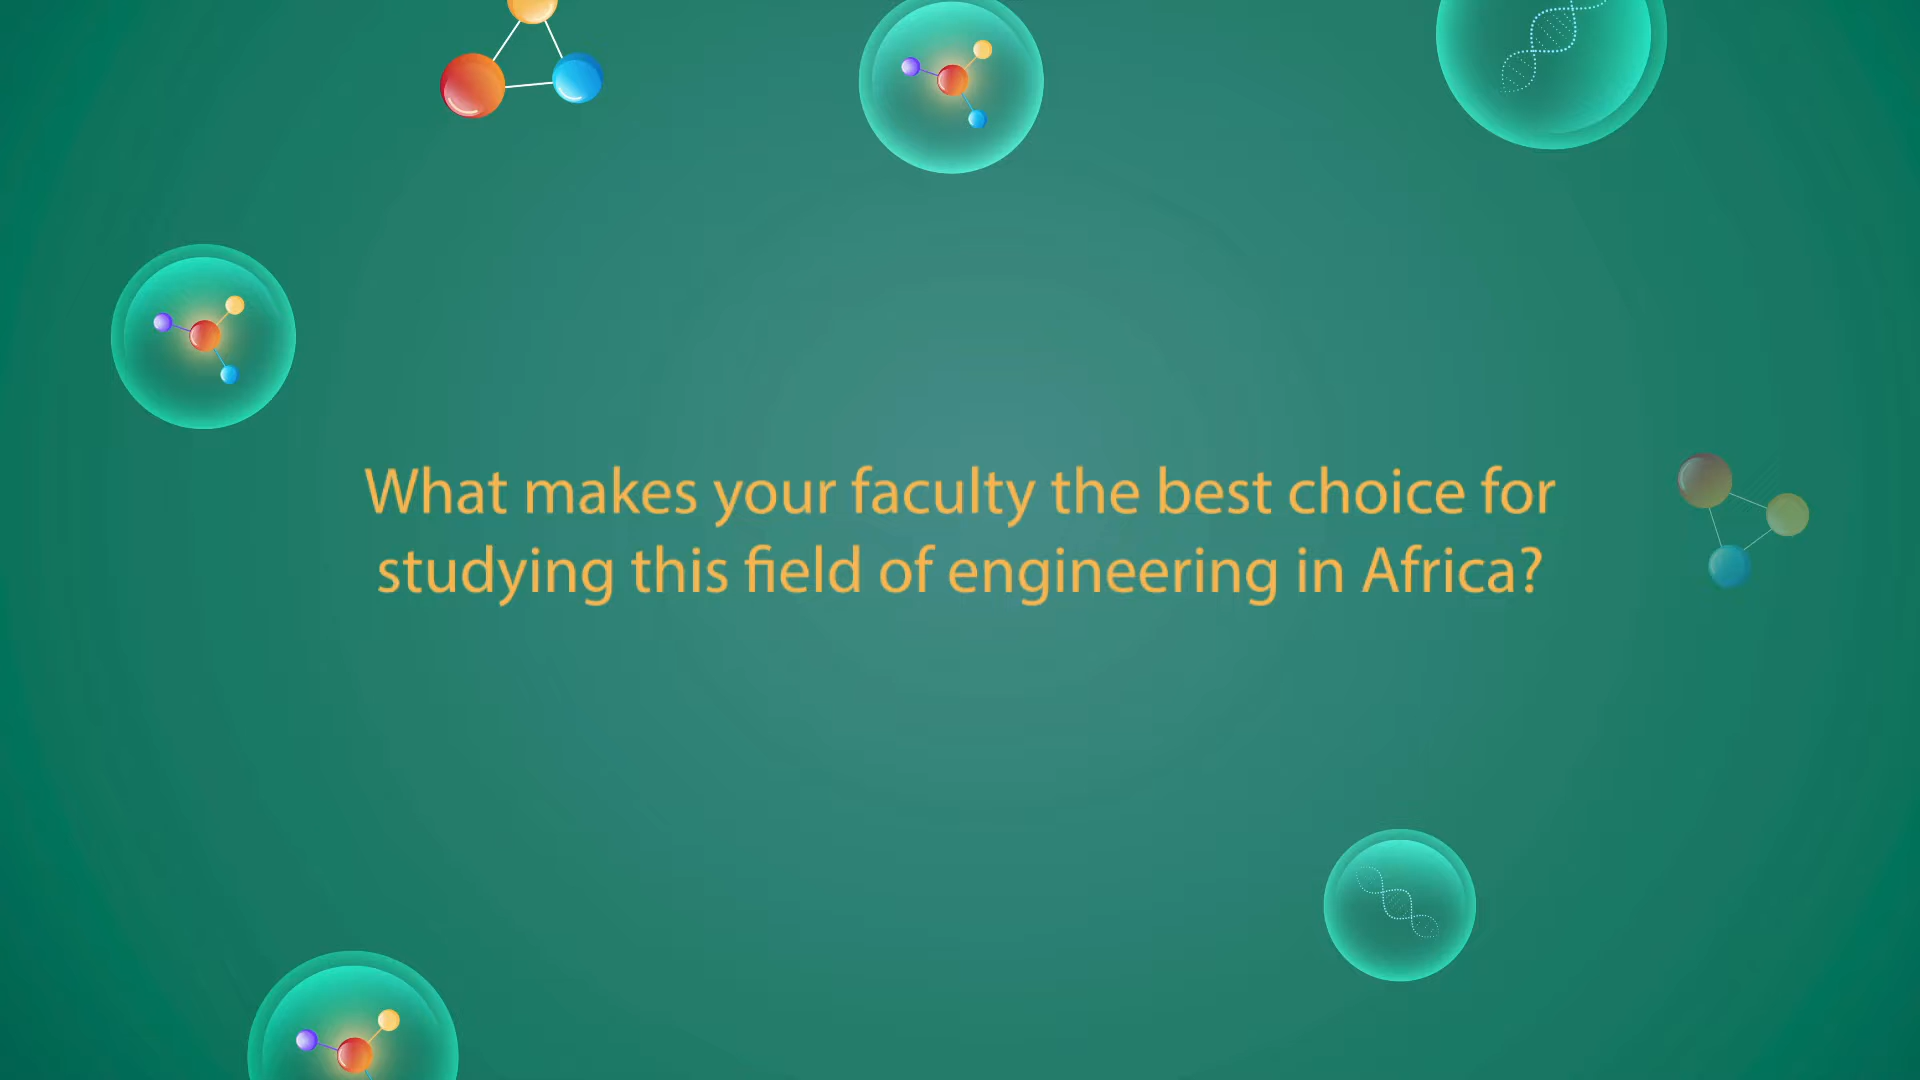 What makes your faculty the best choice for
studying this field of engineering in Africa?